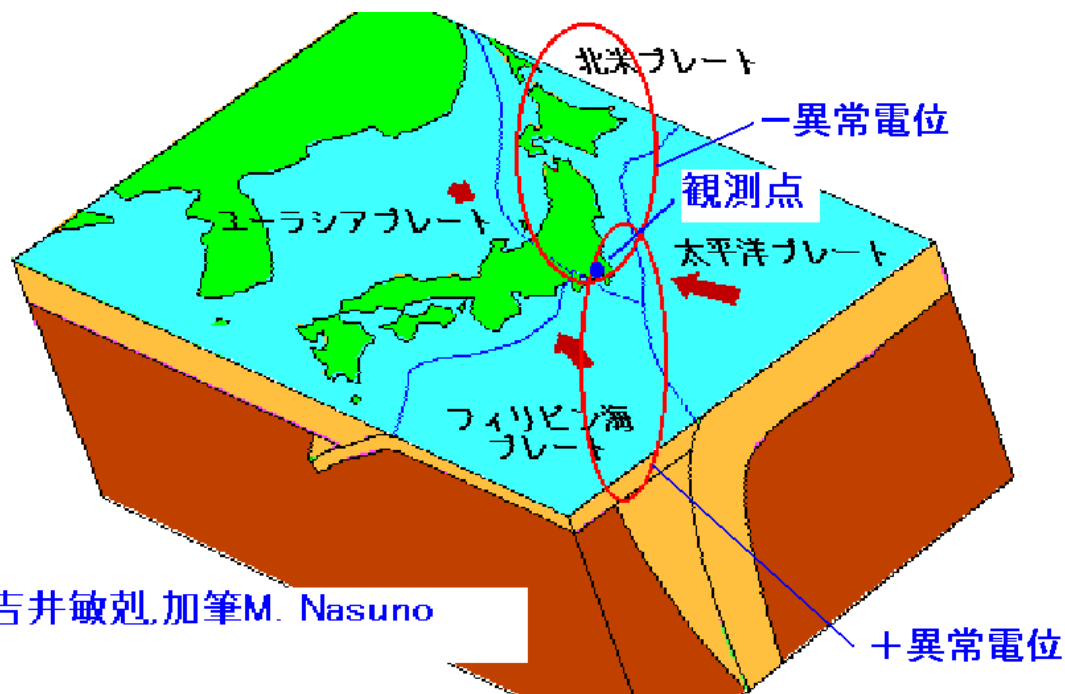 北米プレート
－異常電位
観測点
ユーラシアプレート
太平洋プレート
フィリピン海
プレート
吉井敏尅,加筆M. Nasuno
＋異常電位